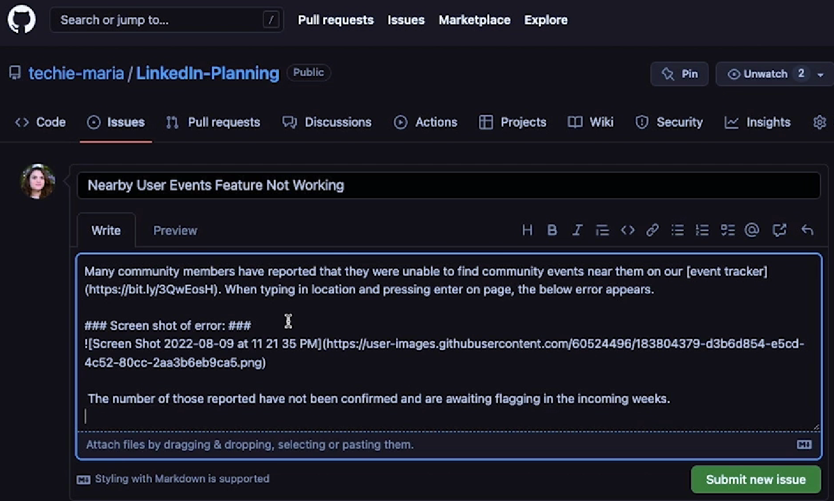 Search or jump to... /
Pull requests Issues Marketplace Explore
techie-maria / LinkedIn-Planning Public
Pin Unwatch 2
Code Issues Pull requests Discussions Actions Projects Wiki Security Insights
Nearby User Events Feature Not Working
Write Preview
Many community members have reported that they were unable to find community events near them on our [event tracker]
(https://bit.ly/3QwEosH). When typing in location and pressing enter on page, the below error appears.
### Screen shot of error: ###
![Screen Shot 2022-08-09 at 11 21 35 PM](https://user-images.githubusercontent.com/60524496/183804379-d3b6d854-e5cd-
4c52-80cc-2aa3b6eb9ca5.png)
The number of those reported have not been confirmed and are awaiting flagging in the incoming weeks.
Attach files by dragging & dropping, selecting or pasting them.
Styling with Markdown is supported
Submit new issue